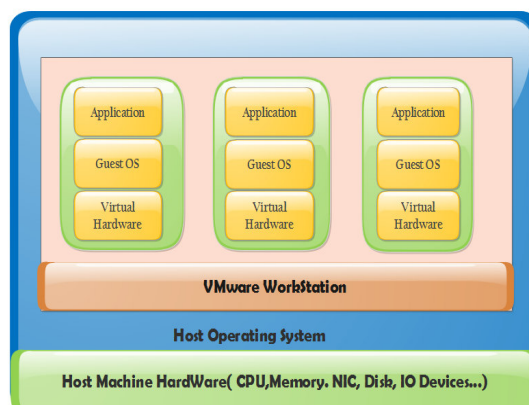 Application Application Application
Guest OS Guest OS Guest OS
Virtual Virtual Virtual
Hardware Hardware Hardware
VMware WorkStation
Host Operating System
Host Machine HardWare( CPU,Memory. NIC, Disk, IO Devices...)